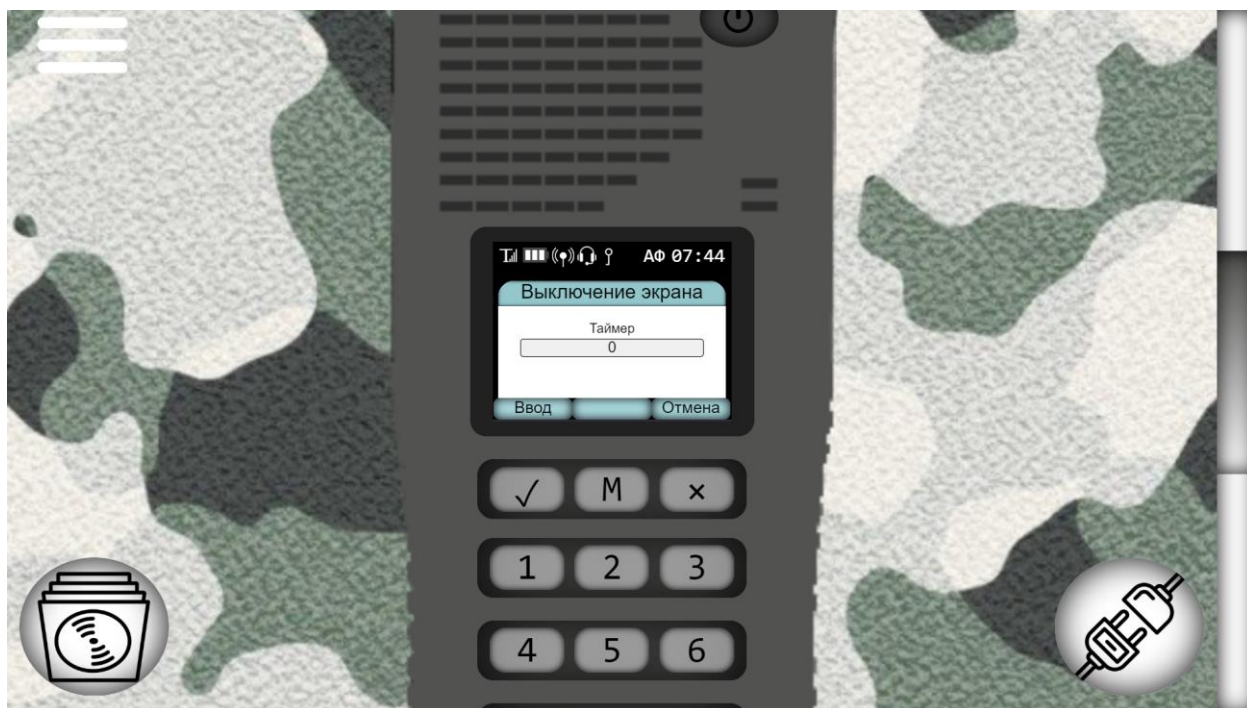 АФ 07:44
Выключение экрана
Таймер
0
Ввод Отмена
✓ M ×
1 2 3
4 5 6